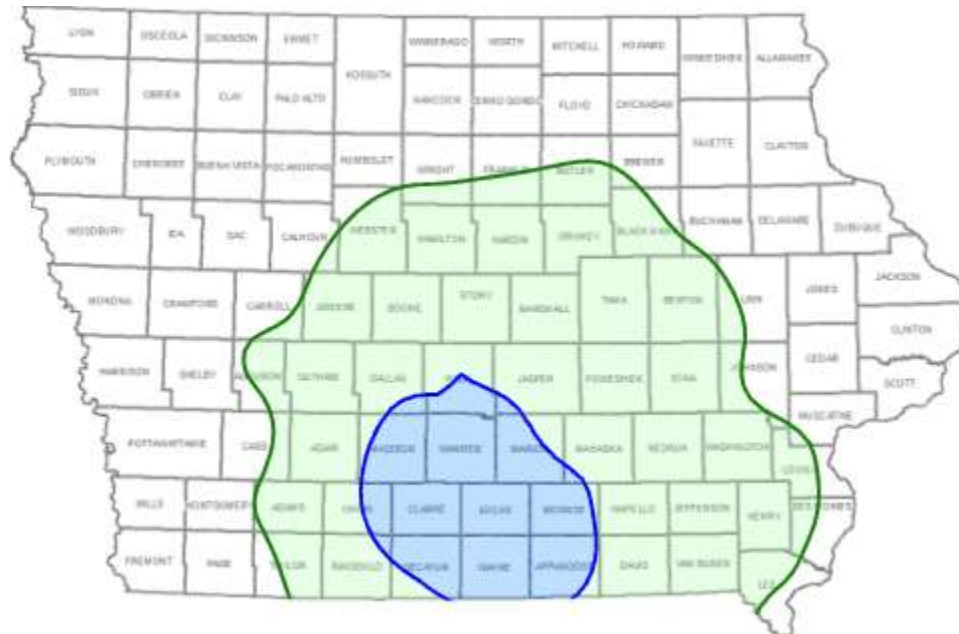 LYON OSCEOLA DICKINSON EMMET WINNEBAGO WORTH MITCHELL HOWARD
KOSSUTH WINNESHIEK ALLAMAKEE
SIOUX OBRIEN CLAY PALO ALTO HANCOCK CERRO GORDO FLOYD CHICKASAW
PLYMOUTH CHEROKEE BUENA VISTA POCAHONTAS HUMBOLDT WRIGHT BUTLER BREMER FAYETTE CLAYTON
WOODBURY IDA SAC CALHOUN WEBSTER HAMILTON HARDIN GRUNDY BLACK HAWK BUCHANAN DELAWARE DUBUQUE
MONONA CRAWFORD CARROLL GREENE BOONE STORY MARSHALL TAMA BENTON LINN JONES JACKSON
CLINTON
HARRISON SHELBY GUTHRIE DALLAS JASPER POWESHIEK IOWA JOHNSON CEDAR SCOTT
MUSCATINE
POTTAWATTAMIE CASS ADAIR MADISON WARREN MARION MAHASKA KEOKUK WASHINGTON LOUISA
MILLS MONTGOMERY ADAMS UNION CLARKE LUCAS MONROE WAPELLO JEFFERSON HENRY DES MOINES
FREMONT PAGE TAYLOR RINGGOLD DECATUR WAYNE APPANOOSE DAVIS VAN BUREN LEE